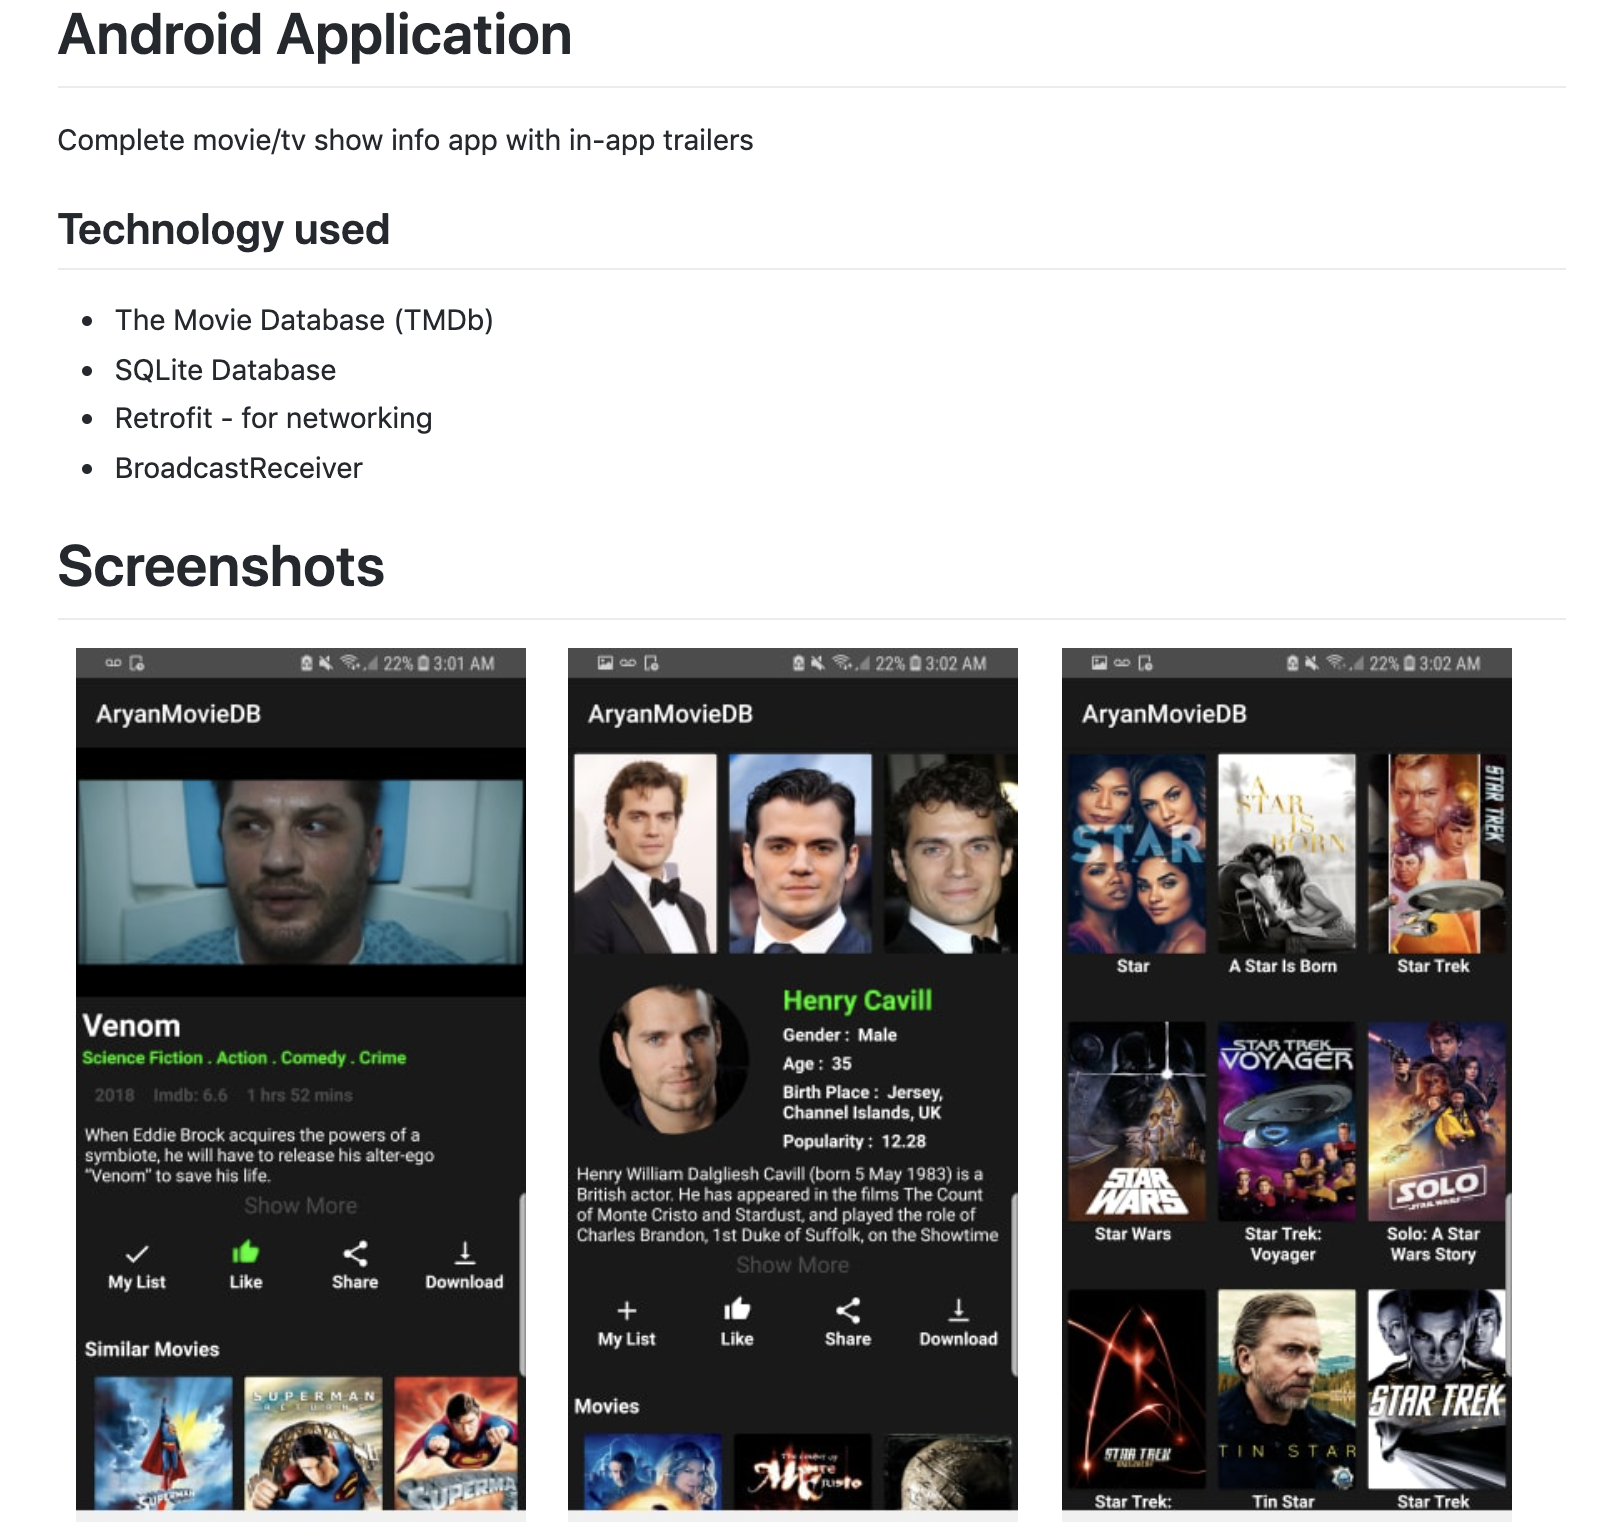 Android Application
Complete movie/tv show info app with in-app trailers
Technology used
The Movie Database (TMDb)
SQLite Database
Retrofit - for networking
BroadcastReceiver
Screenshots
22% 3:01 AM
AryanMovieDB
Venom
Science Fiction . Action . Comedy . Crime
2018 Imdb: 6.6 1 hrs 52 mins
When Eddie Brock acquires the powers of a
symbiote, he will have to release his alter-ego
"Venom" to save his life.
Show More
My List Like Share Download
Similar Movies
SUPERMAN
SUPERMAN
RETURNS
SUPERMAN
22% 3:02 AM
AryanMovieDB
Henry Cavill
Gender : Male
Age : 35
Birth Place : Jersey,
Channel Islands, UK
Popularity : 12.28
Henry William Dalgliesh Cavill (born 5 May 1983) is a
British actor. He has appeared in the films The Count
of Monte Cristo and Stardust, and played the role of
Charles Brandon, 1st Duke of Suffolk, on the Showtime
Show More
My List Like Share Download
Movies
The count of
Monte
Cristo
22% 3:02 AM
AryanMovieDB
STAR
A
STAR
IS
BORN
STAR TREK
Star A Star Is Born Star Trek
STAR
WARS
STAR TREK
VOYAGER
SOLO
Star Wars
Star Trek:
Voyager
Solo: A Star
Wars Story
STAR TREK
TIN STAR
STAR TREK
Star Trek: Tin Star Star Trek